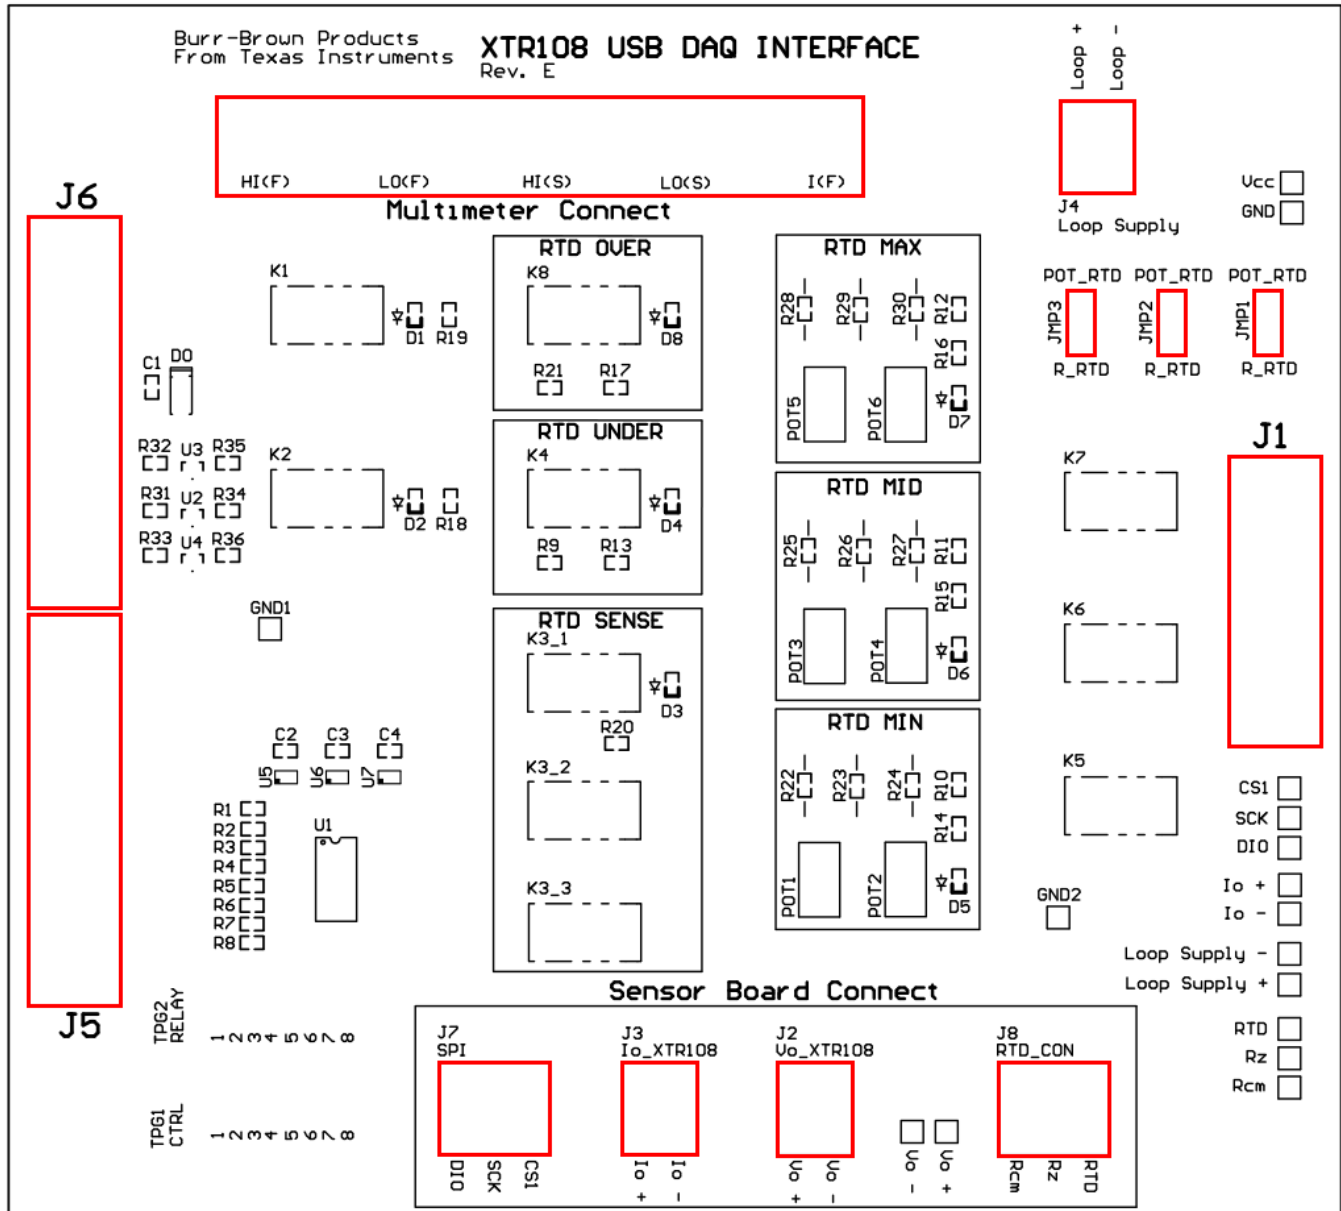 Burr-Brown Products
From Texas Instruments
XTR108 USB DAQ INTERFACE
Rev. E
Loop +
Loop -
HI(F) LO(F) HI(S) LO(S) I(F)
Multimeter Connect
J4
Loop Supply
Vcc
GND
J6
K1
D1
R19
RTD OVER
K8
D8
R21
R17
RTD MAX
R28
R29
R30
R12
R16
POT5
POT6
D7
POT_RTD POT_RTD POT_RTD
JMP3
JMP2
JMP1
R_RTD R_RTD R_RTD
C1
D0
R32 U3 R35
R31 U2 R34
R33 U4 R36
K2
D2
R18
RTD UNDER
K4
D4
R9
R13
RTD MID
R25
R26
R27
R11
R15
POT3
POT4
D6
K7
J1
GND1
RTD SENSE
K3_1
D3
R20
K3_2
K3_3
K6
C2 C3 C4
U5
U6
U7
R1
R2
R3
R4
R5
R6
R7
R8
U1
RTD MIN
R22
R23
R24
R10
R14
POT1
POT2
D5
K5
CS1
SCK
DIO
Io +
Io -
GND2
Loop Supply -
Loop Supply +
RTD
Rz
Rcm
J5
TPG2
RELAY
1 2 3 4 5 6 7 8
TPG1
CTRL
1 2 3 4 5 6 7 8
Sensor Board Connect
J7
SPI
DIO
SCK
CS1
J3
Io_XTR108
Io +
Io -
J2
Vo_XTR108
Vo +
Vo -
Vo -
Vo +
J8
RTD_CON
Rcm
Rz
RTD